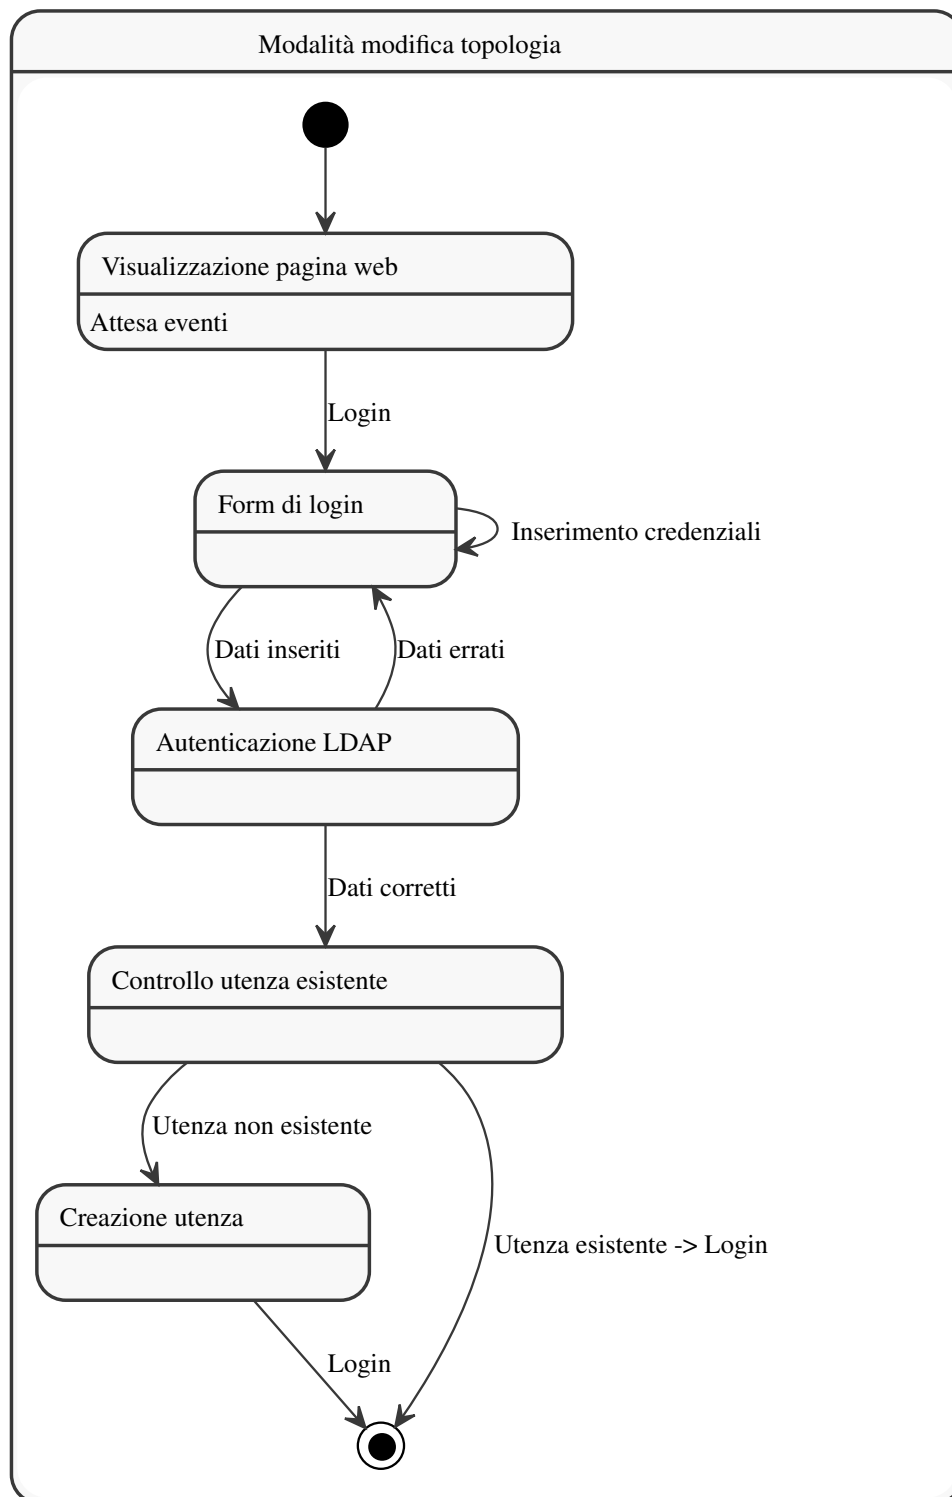 Modalità modifica topologia
Visualizzazione pagina web
Attesa eventi
Login
Form di login
Inserimento credenziali
Dati inseriti
Dati errati
Autenticazione LDAP
Dati corretti
Controllo utenza esistente
Utenza non esistente
Creazione utenza
Utenza esistente -> Login
Login